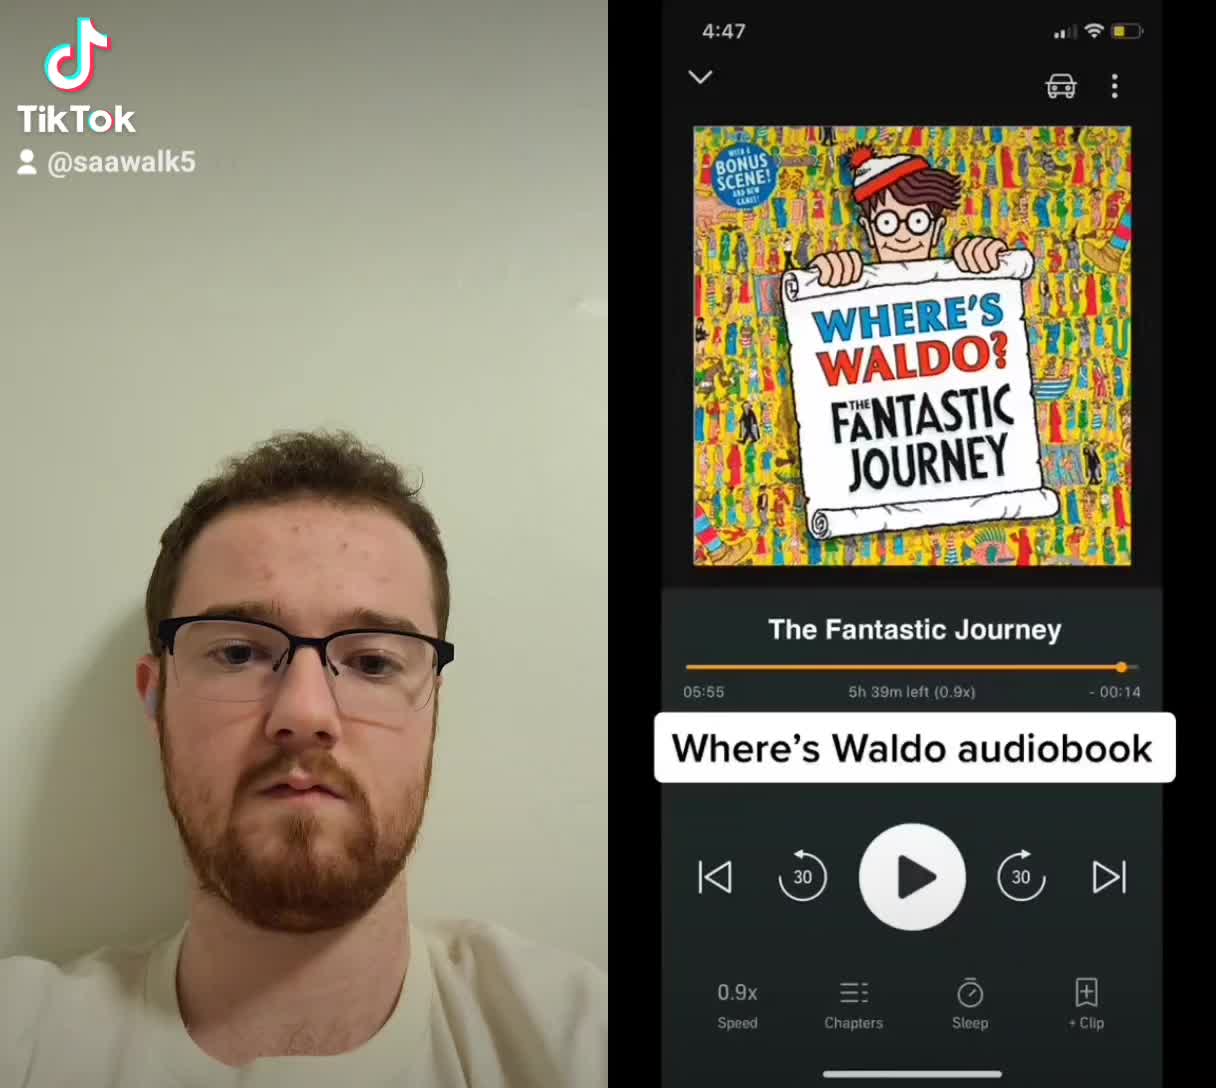 TikTok
@saawalk5
4:47
WITH A
BONUS
SCENE!
AND NEW
GAMES!
WHERE'S
WALDO?
THE
FANTASTIC
JOURNEY
The Fantastic Journey
05:55
5h 39m left (0.9x)
- 00:14
Where's Waldo audiobook
30
30
0.9x
Speed
Chapters
Sleep
+ Clip